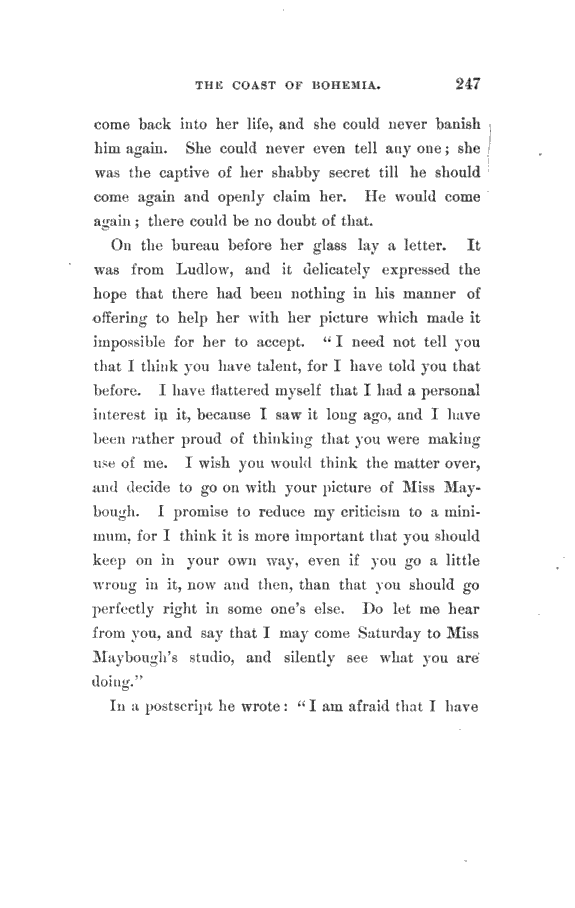 THE COAST OF BOHEMIA. 247
come back into her life, and she could never banish
him again. She could never even tell any one; she
was the captive of her shabby secret till he should
come again and openly claim her. He would come
again; there could be no doubt of that.
On the bureau before her glass lay a letter. It
was from Ludlow, and it delicately expressed the
hope that there had been nothing in his manner of
offering to help her with her picture which made it
impossible for her to accept. “I need not tell you
that I think you have talent, for I have told you that
before. I have flattered myself that I had a personal
interest in it, because I saw it long ago, and I have
been rather proud of thinking that you were making
use of me. I wish you would think the matter over,
and decide to go on with your picture of Miss May-
bough. I promise to reduce my criticism to a mini-
mum, for I think it is more important that you should
keep on in your own way, even if you go a little
wrong in it, now and then, than that you should go
perfectly right in some one’s else. Do let me hear
from you, and say that I may come Saturday to Miss
Maybough’s studio, and silently see what you are
doing.”
In a postscript he wrote: “I am afraid that I have